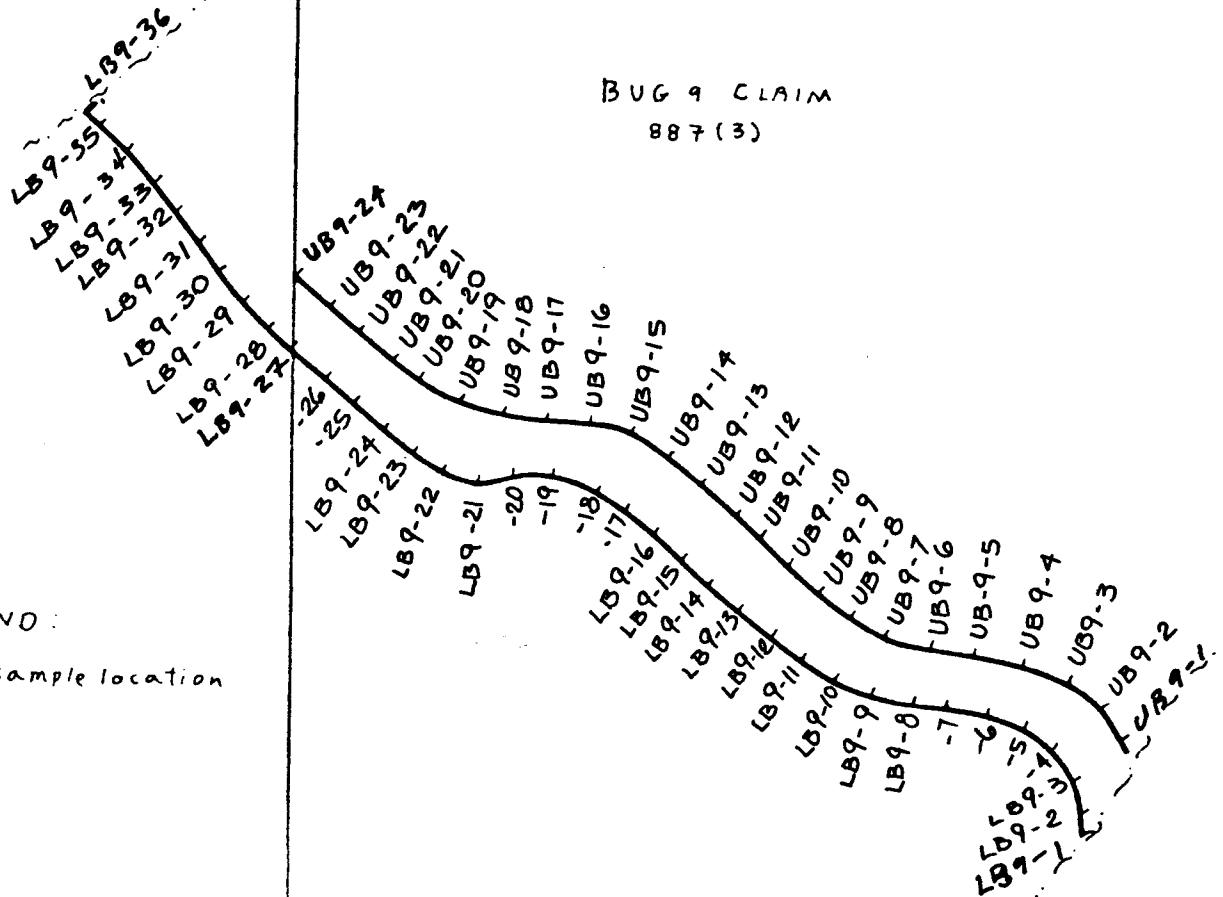 BUG 9 CLAIM
887(3)
LB9-36
LB9-35
LB9-34
LB9-33
LB9-32
LB9-31
LB9-30
LB9-29
LB9-28
LB9-27
-26
-25
LB9-24
LB9-23
LB9-22
LB9-21
-20
-19
-18
-17
LB9-16
LB9-15
LB9-14
LB9-13
LB9-12
LB9-11
LB9-10
LB9-9
LB9-8
-7
-6
-5
-4
LB9-3
LB9-2
LB9-1
UB9-24
UB9-23
UB9-22
UB9-21
UB9-20
UB9-19
UB9-18
UB9-17
UB9-16
UB9-15
UB9-14
UB9-13
UB9-12
UB9-11
UB9-10
UB9-9
UB9-8
UB9-7
UB9-6
UB-9-5
UB9-4
UB9-3
UB9-2
UB9-1
ND:
sample location